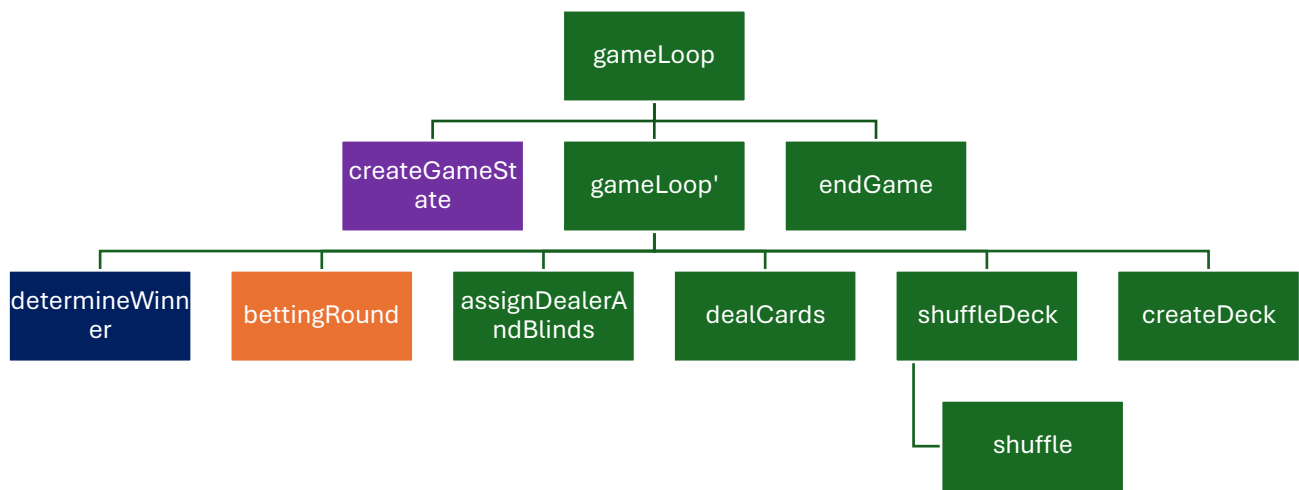 gameLoop
createGameSt
ate
gameLoop'
endGame
determineWinn
er
bettingRound
assignDealerA
ndBlinds
dealCards
shuffleDeck
createDeck
shuffle